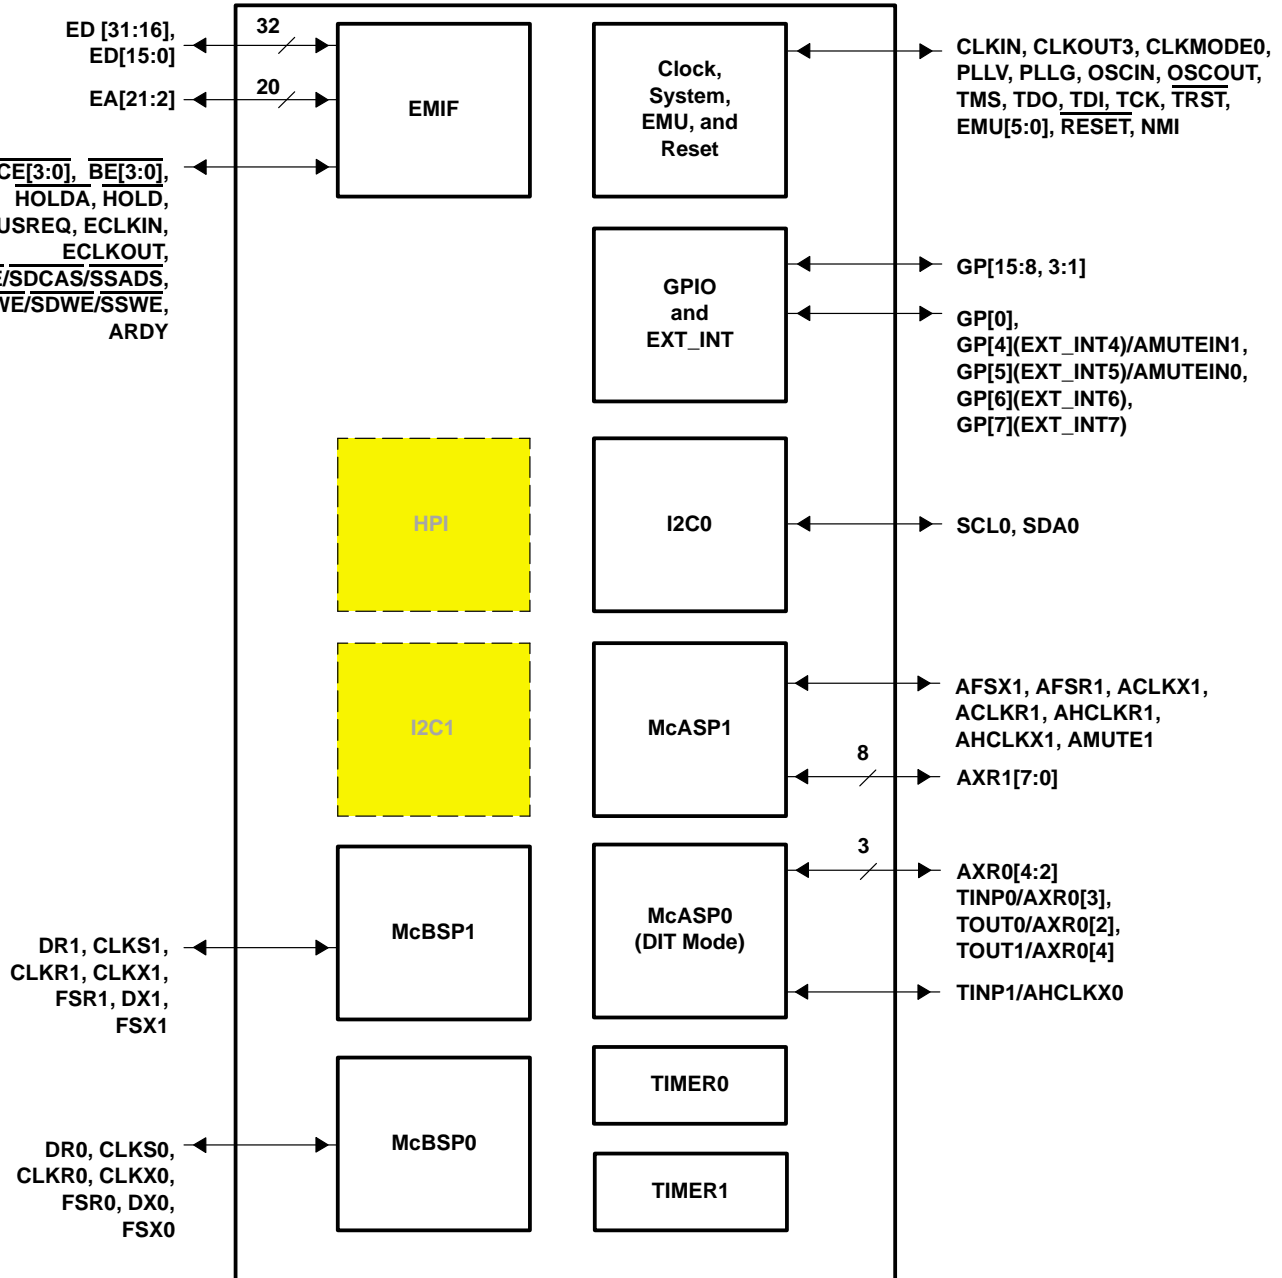 ED [31:16],
ED[15:0]
32
EA[21:2]
20
EMIF
CE[3:0], BE[3:0],
HOLDA, HOLD,
ECLKIN,
ECLKOUT,
/SDCAS/SSADS,
/SDWE/SSWE,
ARDY
Clock,
System,
EMU, and
Reset
CLKIN, CLKOUT3, CLKMODE0,
PLLV, PLLG, OSCIN, OSCOUT,
TMS, TDO, TDI, TCK, TRST,
EMU[5:0], RESET, NMI
GPIO
and
EXT_INT
GP[15:8, 3:1]
GP[0],
GP[4](EXT_INT4)/AMUTEIN1,
GP[5](EXT_INT5)/AMUTEIN0,
GP[6](EXT_INT6),
GP[7](EXT_INT7)
HPI
I2C0
SCL0, SDA0
I2C1
McASP1
AFSX1, AFSR1, ACLKX1,
ACLKR1, AHCLKR1,
AHCLKX1, AMUTE1
8
AXR1[7:0]
McBSP1
DR1, CLKS1,
CLKR1, CLKX1,
FSR1, DX1,
FSX1
McASP0
(DIT Mode)
3
AXR0[4:2]
TINP0/AXR0[3],
TOUT0/AXR0[2],
TOUT1/AXR0[4]
TINP1/AHCLKX0
TIMER0
McBSP0
DR0, CLKS0,
CLKR0, CLKX0,
FSR0, DX0,
FSX0
TIMER1